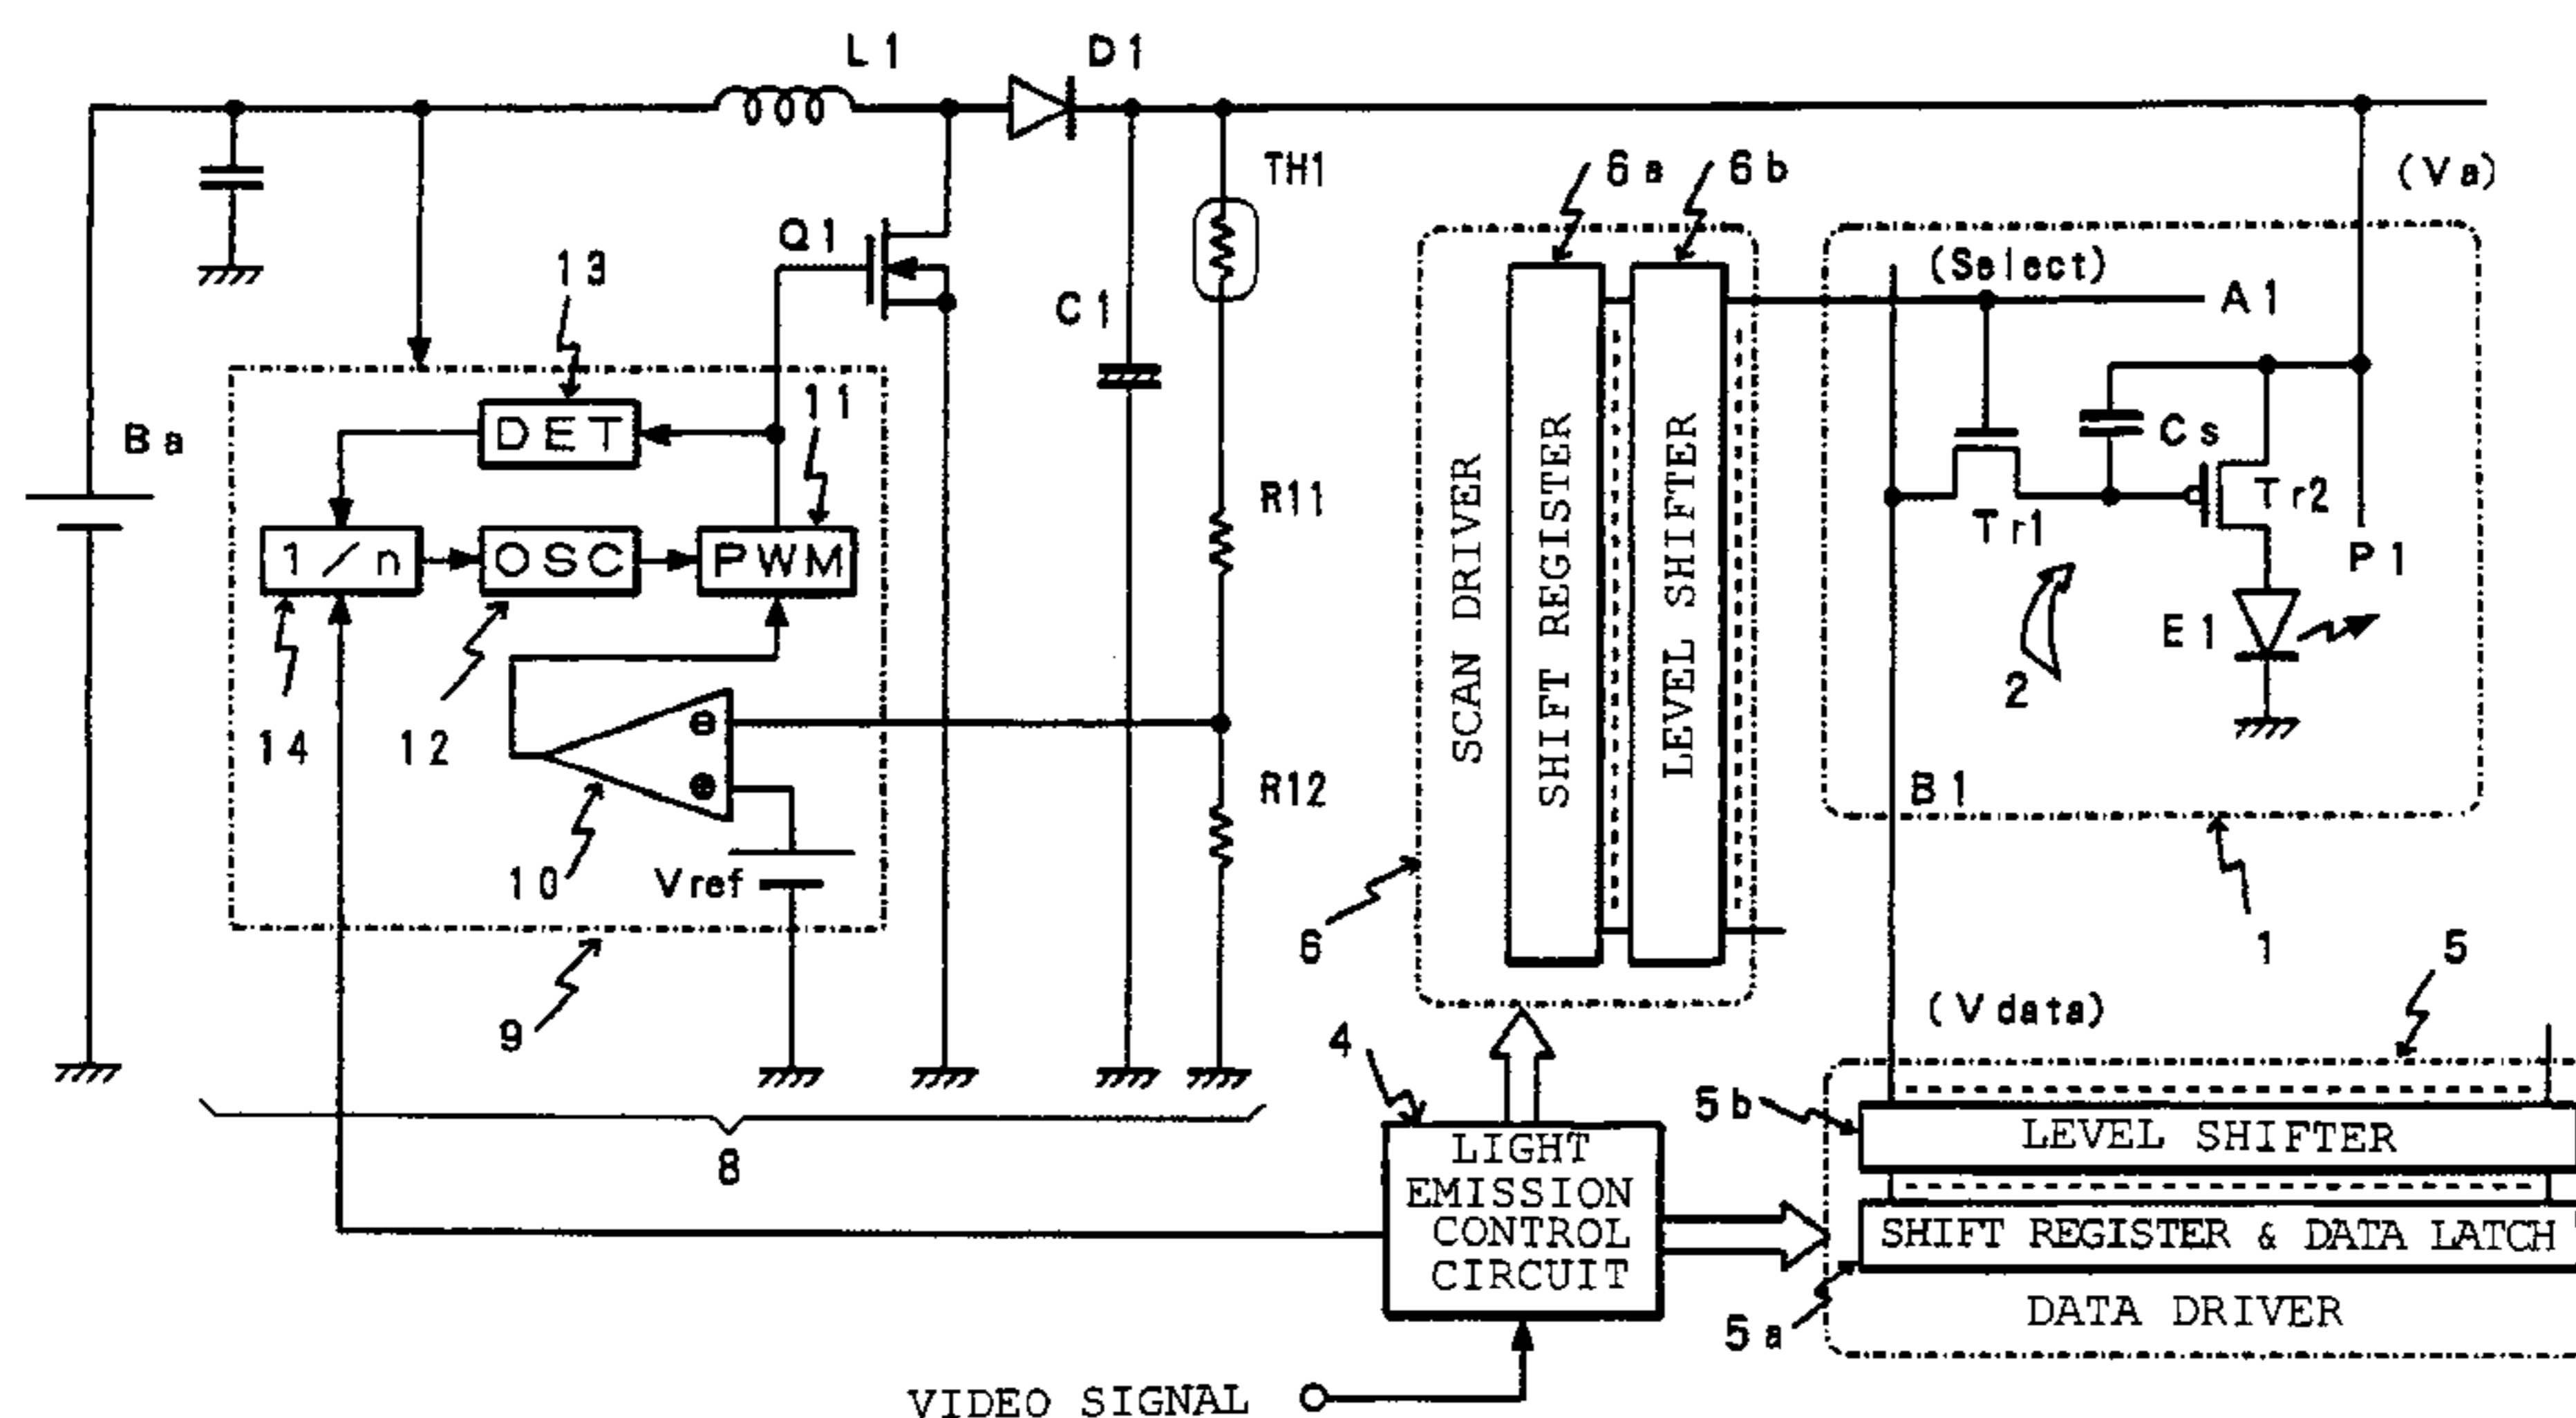 L1
D1
TH1
6a
6b
(Va)
Q1
13
(Select)
A1
C1
11
Ba
DET
Cs
R11
Tr2
Tr1
P1
1/n
OSC
PWM
SCAN DRIVER
SHIFT REGISTER
LEVEL SHIFTER
E1
2
14
12
⊖
⊕
R12
B1
10
Vref
6
1
5
9
(Vdata)
4
5b
LEVEL SHIFTER
8
LIGHT
EMISSION
CONTROL
CIRCUIT
SHIFT REGISTER & DATA LATCH
5a
DATA DRIVER
VIDEO SIGNAL